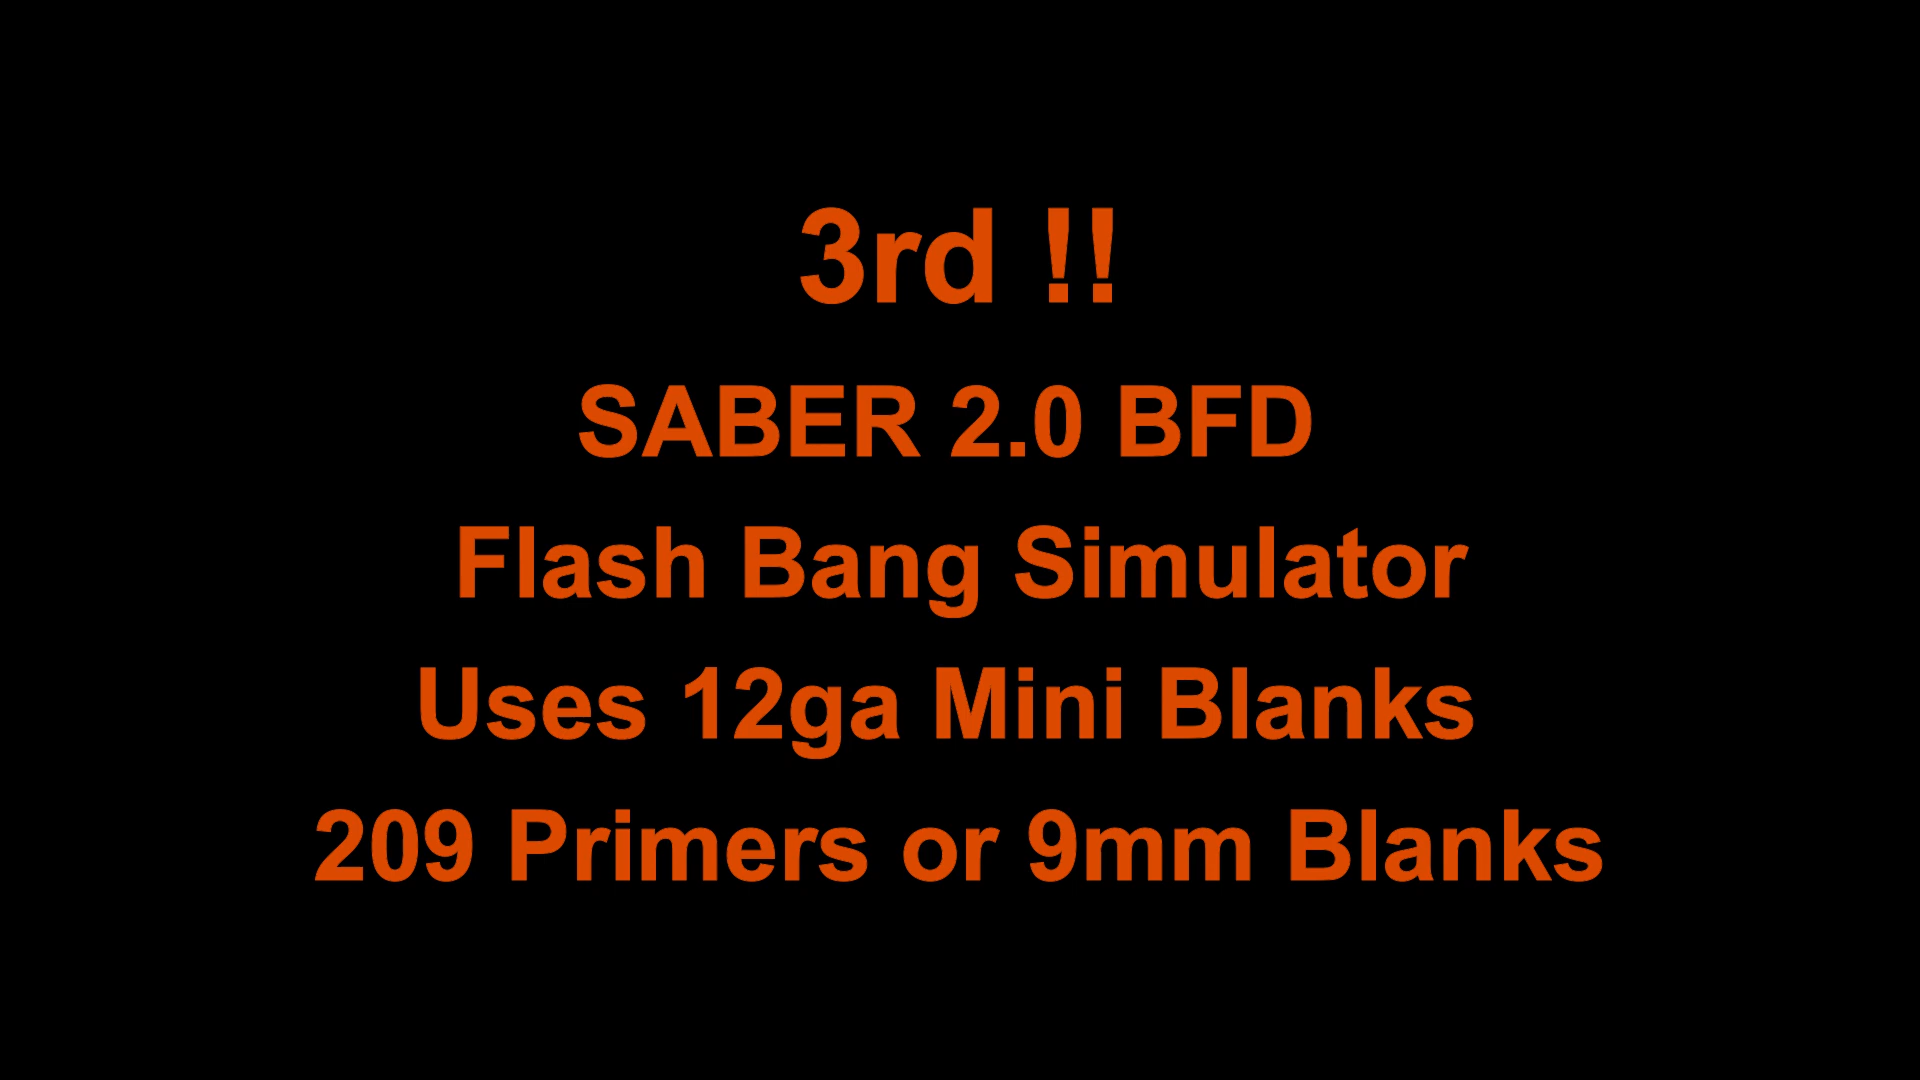 3rd !!
SABER 2.0 BFD
Flash Bang Simulator
Uses 12ga Mini Blanks
209 Primers or 9mm Blanks